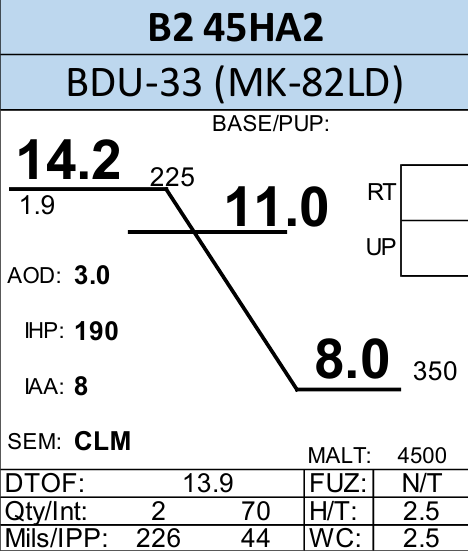 B2 45HA2
BDU-33 (MK-82LD)
BASE/PUP:
14.2 225
1.9 11.0 RT
UP
AOD: 3.0
IHP: 190
8.0 350
IAA: 8
SEM: CLM
MALT: 4500
DTOF: 13.9 FUZ: N/T
Qty/Int: 2 70 H/T: 2.5
Mils/IPP: 226 44 WC: 2.5